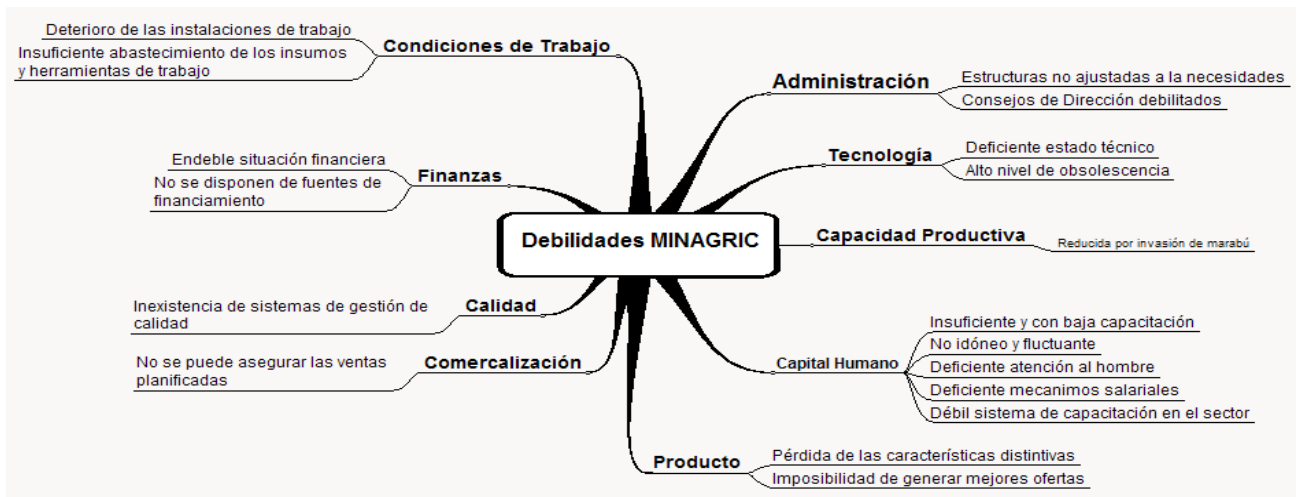 Deterioro de las instalaciones de trabajo
Insuficiente abastecimiento de los insumos
y herramientas de trabajo
Condiciones de Trabajo
Endeble situación financiera
No se disponen de fuentes de
financiamiento
Finanzas
Inexistencia de sistemas de gestión de
calidad
Calidad
No se puede asegurar las ventas
planificadas
Comercalización
Debilidades MINAGRIC
Administración
Estructuras no ajustadas a la necesidades
Consejos de Dirección debilitados
Tecnología
Deficiente estado técnico
Alto nivel de obsolescencia
Capacidad Productiva
Reducida por invasión de marabú
Capital Humano
Insuficiente y con baja capacitación
No idóneo y fluctuante
Deficiente atención al hombre
Deficiente mecanimos salariales
Débil sistema de capacitación en el sector
Producto
Pérdida de las características distintivas
Imposibilidad de generar mejores ofertas